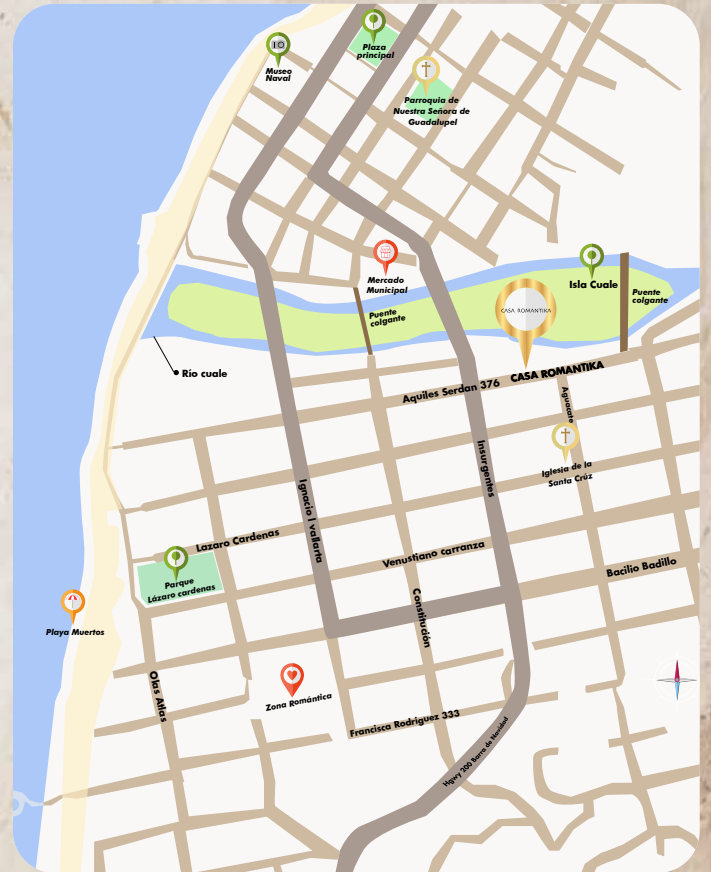 Plaza
principal
Museo
Naval
Parroquia de
Nuestra Señora de
Guadalupel
Mercado
Municipal
Isla Cuale
Puente
colgante
CASA ROMANTIKA
Puente
colgante
Río cuale
CASA ROMANTIKA
Aquiles Serdan 376
Aguacate
Insurgentes
Iglesia de la
Santa Crúz
Ignacio l vallarta
Lazaro Cardenas
Venustiano carranza
Bacilio Badillo
Parque
Lázaro cardenas
Playa Muertos
Constitución
Olas Altas
Zona Romántica
Francisca Rodriguez 333
Hgwy 200 Barra de Navidad